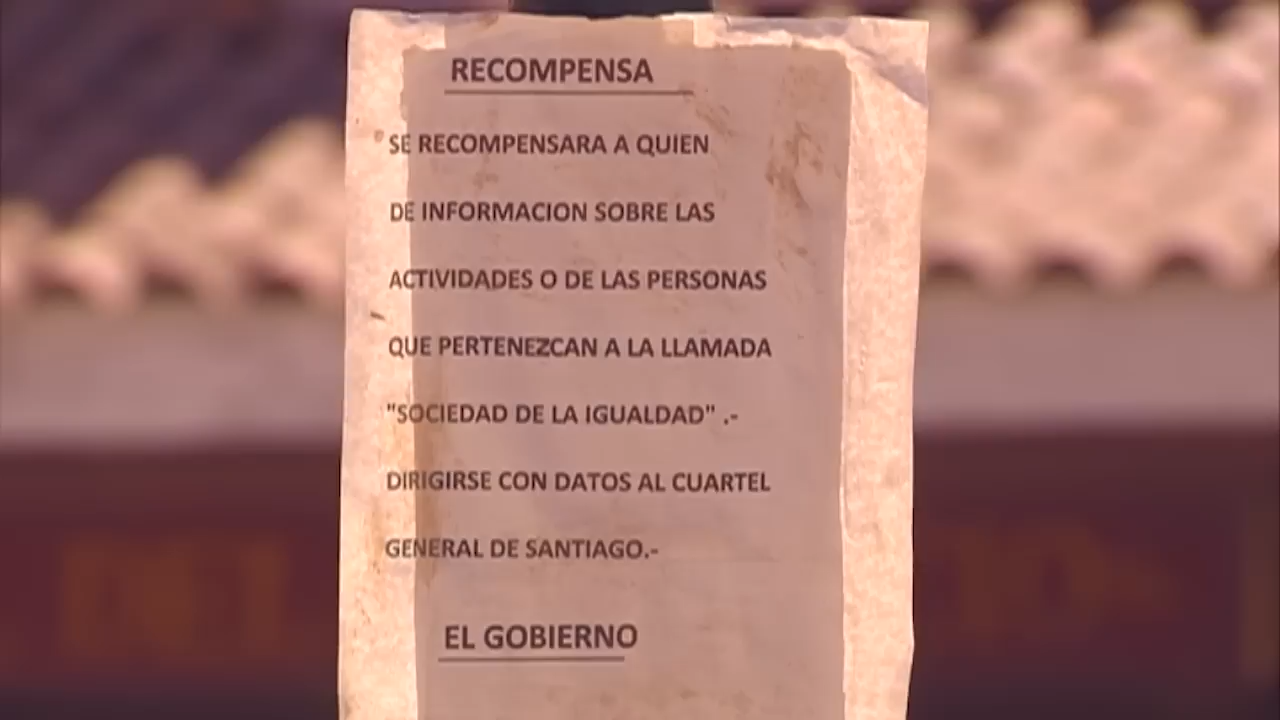 RECOMPENSA
SE RECOMPENSARA A QUIEN
DE INFORMACION SOBRE LAS
ACTIVIDADES O DE LAS PERSONAS
QUE PERTENEZCAN A LA LLAMADA
"SOCIEDAD DE LA IGUALDAD" .-
DIRIGIRSE CON DATOS AL CUARTEL
GENERAL DE SANTIAGO.-
EL GOBIERNO